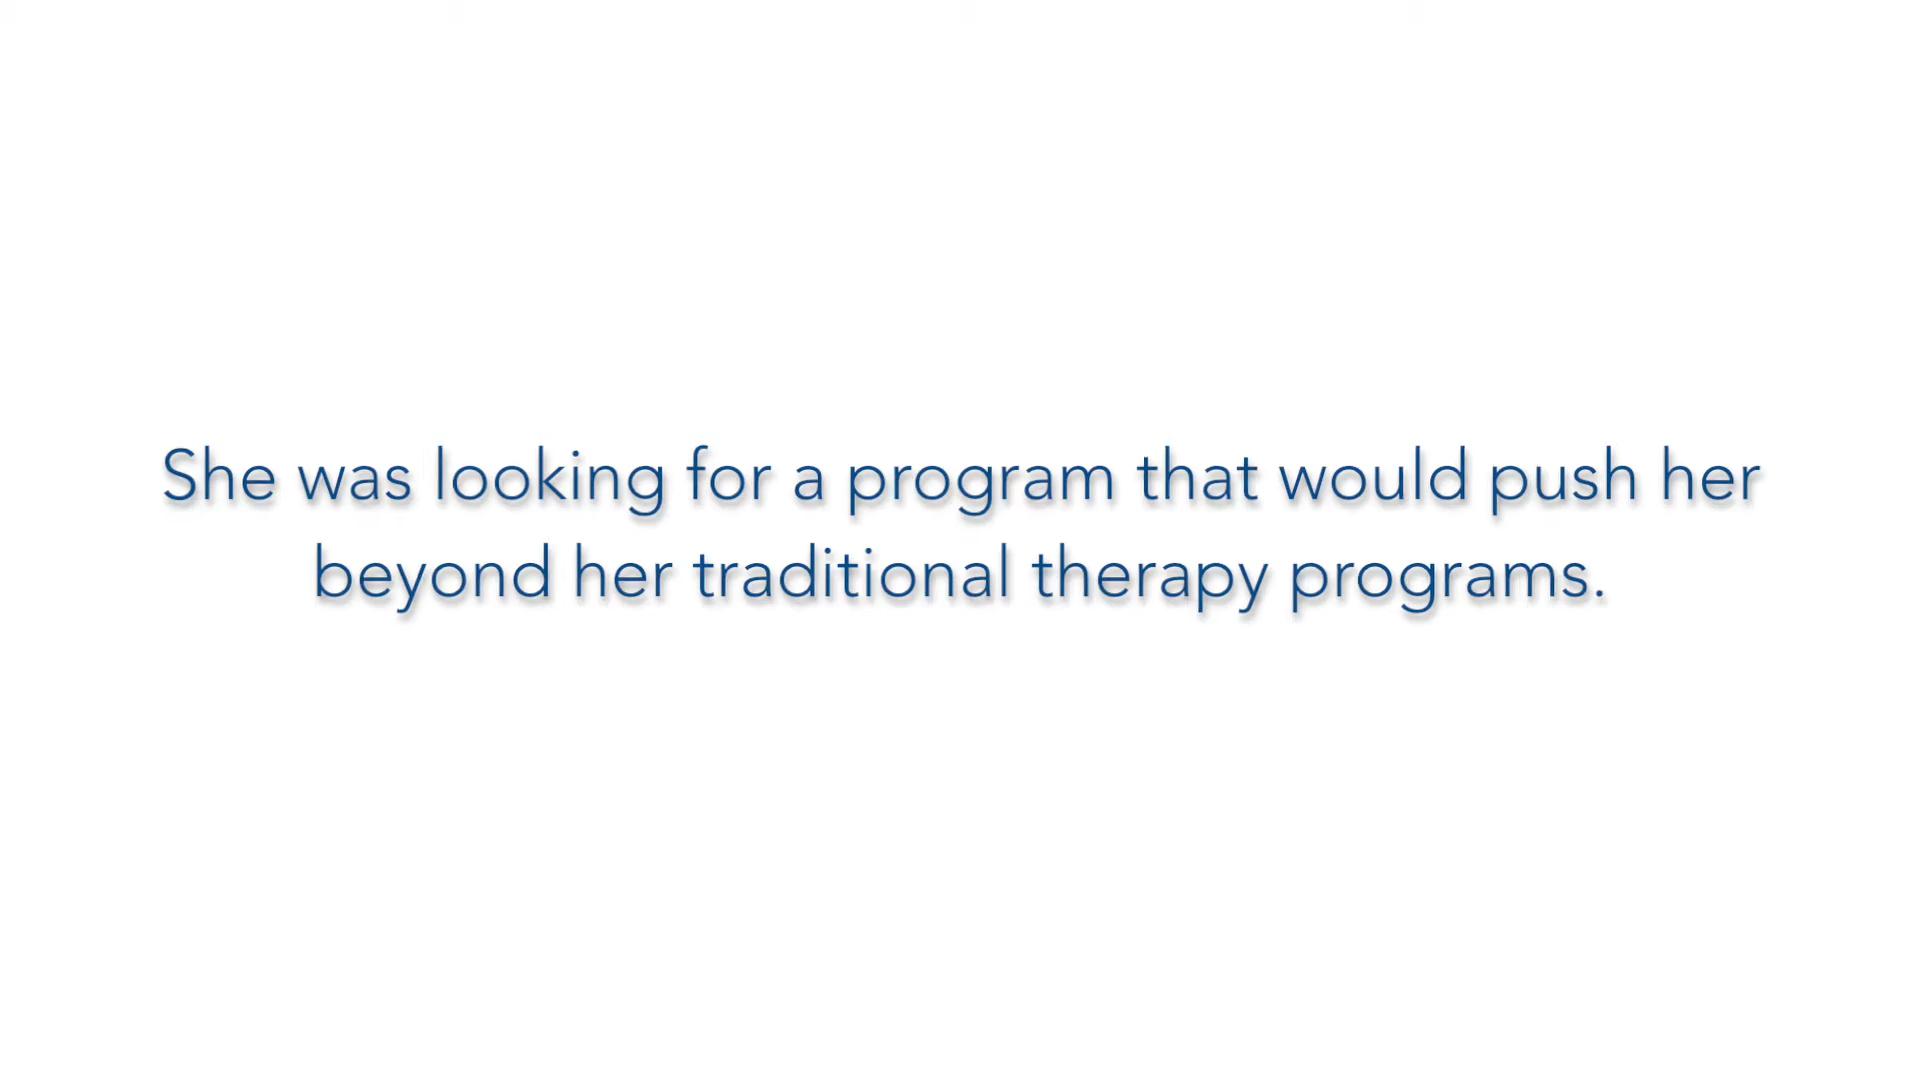 She was looking for a program that would push her
beyond her traditional therapy programs.